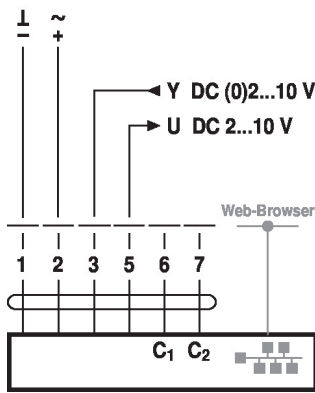 ⊥ ~
– +
Y DC (0)2...10 V
U DC 2...10 V
Web-Browser
1 2 3 5 6 7
C₁ C₂